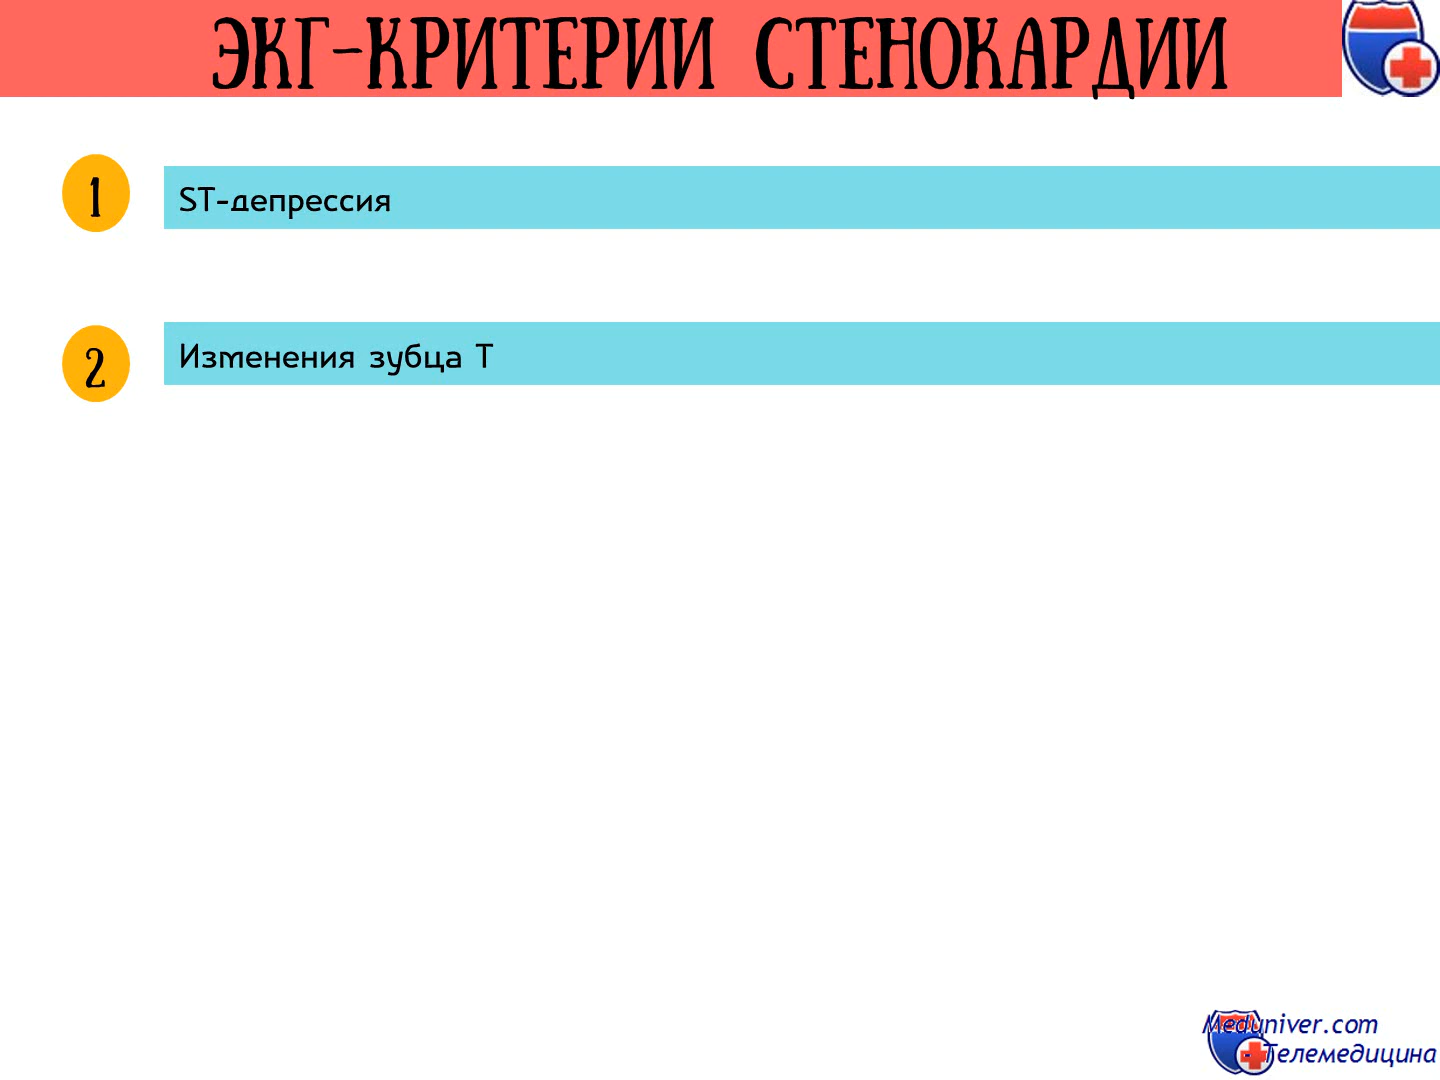 ЭКГ-КРИТЕРИИ СТЕНОКАРДИИ
1
ST-депрессия
2
Изменения зубца Т
Meduniver.com
Телемедицина